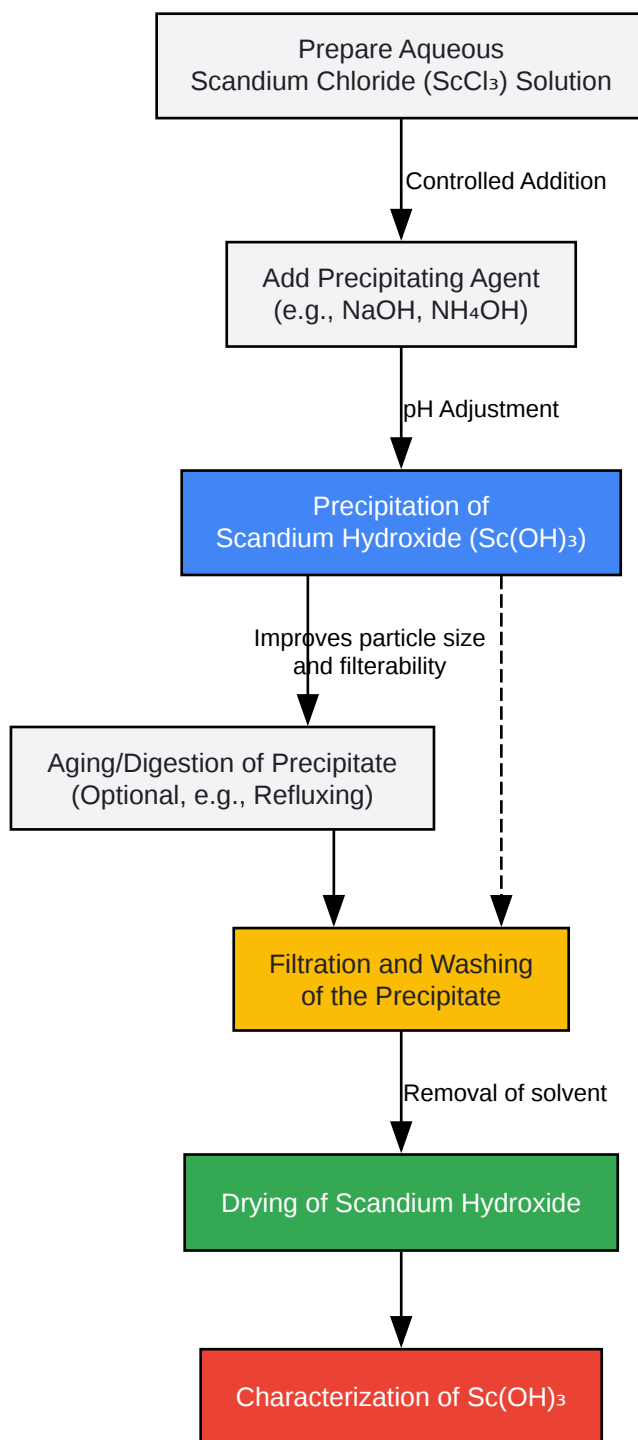 Prepare Aqueous
Scandium Chloride (ScCl₃) Solution
Controlled Addition
Add Precipitating Agent
(e.g., NaOH, NH₄OH)
pH Adjustment
Precipitation of
Scandium Hydroxide (Sc(OH)₃)
Improves particle size
and filterability
Aging/Digestion of Precipitate
(Optional, e.g., Refluxing)
Filtration and Washing
of the Precipitate
Removal of solvent
Drying of Scandium Hydroxide
Characterization of Sc(OH)₃